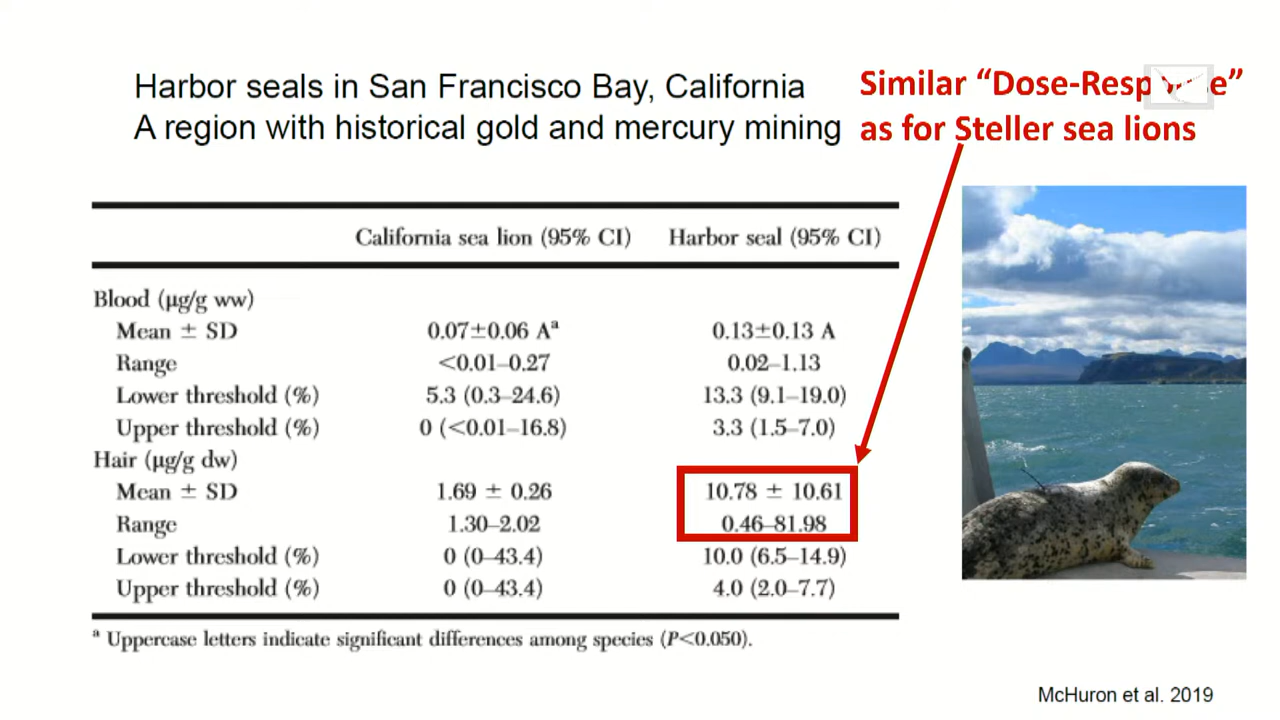 Harbor seals in San Francisco Bay, California
A region with historical gold and mercury mining
Similar “Dose-Response”
as for Steller sea lions
California sea lion (95% CI) Harbor seal (95% CI)
Blood (µg/g ww)
Mean ± SD 0.07±0.06 Aª 0.13±0.13 A
Range <0.01–0.27 0.02–1.13
Lower threshold (%) 5.3 (0.3–24.6) 13.3 (9.1–19.0)
Upper threshold (%) 0 (<0.01–16.8) 3.3 (1.5–7.0)
Hair (µg/g dw)
Mean ± SD 1.69 ± 0.26 10.78 ± 10.61
Range 1.30–2.02 0.46–81.98
Lower threshold (%) 0 (0–43.4) 10.0 (6.5–14.9)
Upper threshold (%) 0 (0–43.4) 4.0 (2.0–7.7)
ª Uppercase letters indicate significant differences among species (P<0.050).
McHuron et al. 2019